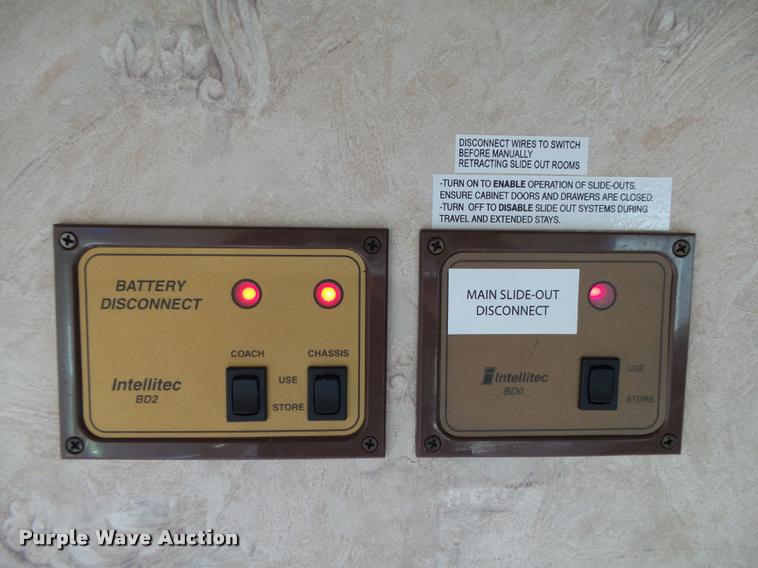 DISCONNECT WIRES TO SWITCH
BEFORE MANUALLY
RETRACTING SLIDE OUT ROOMS
-TURN ON TO ENABLE OPERATION OF SLIDE-OUTS.
ENSURE CABINET DOORS AND DRAWERS ARE CLOSED.
-TURN OFF TO DISABLE SLIDE OUT SYSTEMS DURING
TRAVEL AND EXTENDED STAYS.
BATTERY
DISCONNECT
COACH CHASSIS
USE
STORE
Intellitec
BD2
MAIN SLIDE-OUT
DISCONNECT
Intellitec
BD0
USE
STORE
Purple Wave Auction